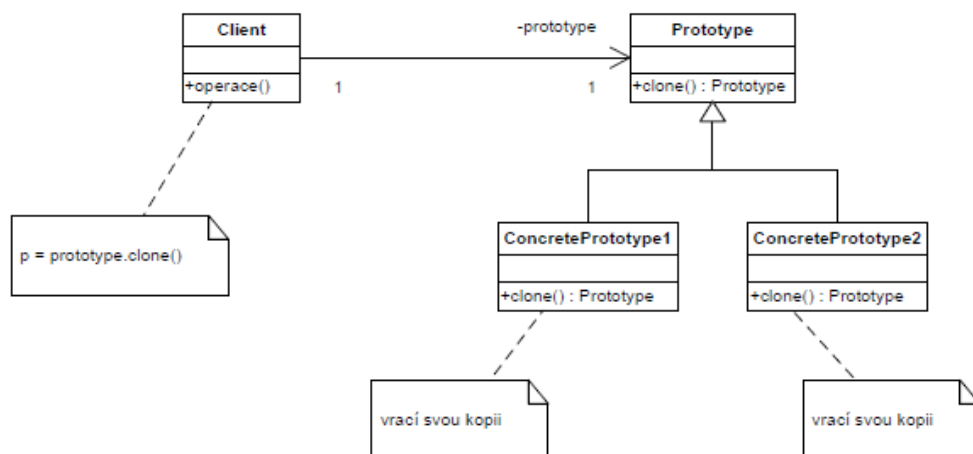 Client
-prototype
Prototype
+operace()
1
1
+clone() : Prototype
p = prototype.clone()
ConcretePrototype1
ConcretePrototype2
+clone() : Prototype
+clone() : Prototype
vrací svou kopii
vrací svou kopii